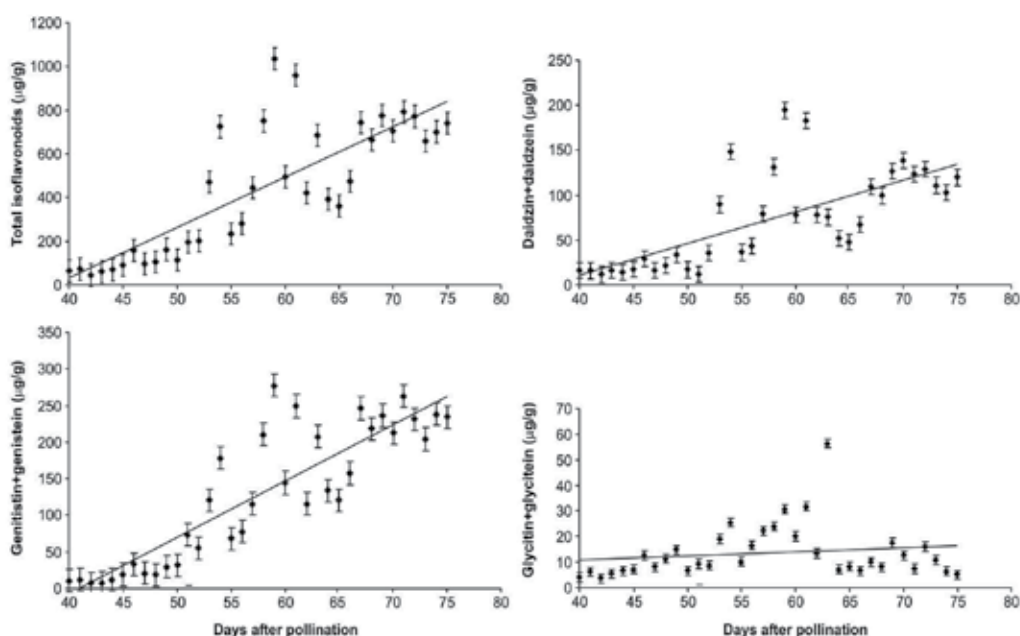 Total isoflavonoids (µg/g)
1200
1000
800
600
400
200
0
40 45 50 55 60 65 70 75 80
Daidzin+daidzein (µg/g)
250
200
150
100
50
0
40 45 50 55 60 65 70 75 80
Genitistin+genistein (µg/g)
350
300
250
200
150
100
50
0
40 45 50 55 60 65 70 75 80
Days after pollination
Glycitin+glycitein (µg/g)
70
60
50
40
30
20
10
0
40 45 50 55 60 65 70 75 80
Days after pollination